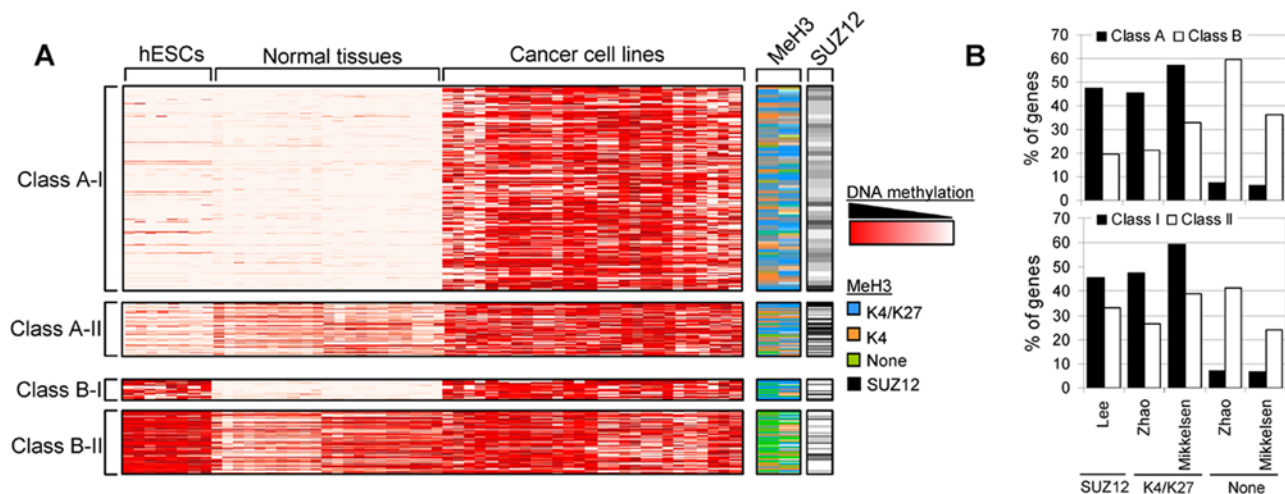 A
hESCs
Normal tissues
Cancer cell lines
MeH3
SUZ12
Class A-I
Class A-II
Class B-I
Class B-II
DNA methylation
MeH3
K4/K27
K4
None
SUZ12
B
% of genes
70
Class A
Class B
60
50
40
30
20
10
0
% of genes
70
Class I
Class II
60
50
40
30
20
10
0
Lee
Zhao
Mikkelsen
Zhao
Mikkelsen
SUZ12
K4/K27
None